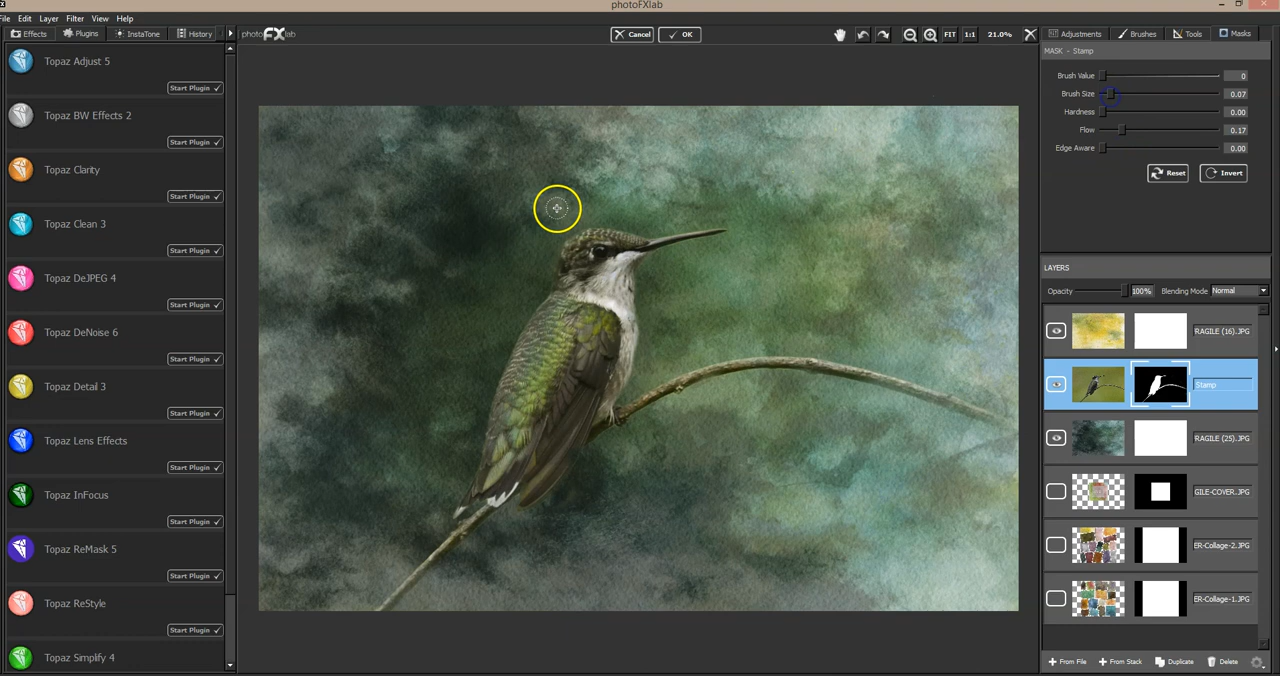 photoFXlab
File Edit Layer Filter View Help
Effects Plugins InstaTone History
photoFXlab
Cancel OK
FIT 1:1 21.0%
Adjustments Brushes Tools Masks
Topaz Adjust 5
Start Plugin
Topaz BW Effects 2
Start Plugin
Topaz Clarity
Start Plugin
Topaz Clean 3
Start Plugin
Topaz DeJPEG 4
Start Plugin
Topaz DeNoise 6
Start Plugin
Topaz Detail 3
Start Plugin
Topaz Lens Effects
Start Plugin
Topaz InFocus
Start Plugin
Topaz ReMask 5
Start Plugin
Topaz ReStyle
Start Plugin
Topaz Simplify 4
MASK - Stamp
Brush Value 0
Brush Size 0.07
Hardness 0.00
Flow 0.17
Edge Aware 0.00
Reset Invert
LAYERS
Opacity 100% Blending Mode Normal
RAGILE (16).JPG
Stamp
RAGILE (25).JPG
GILE-COVER.JPG
ER-Collage-2.JPG
ER-Collage-1.JPG
From File From Stack Duplicate Delete